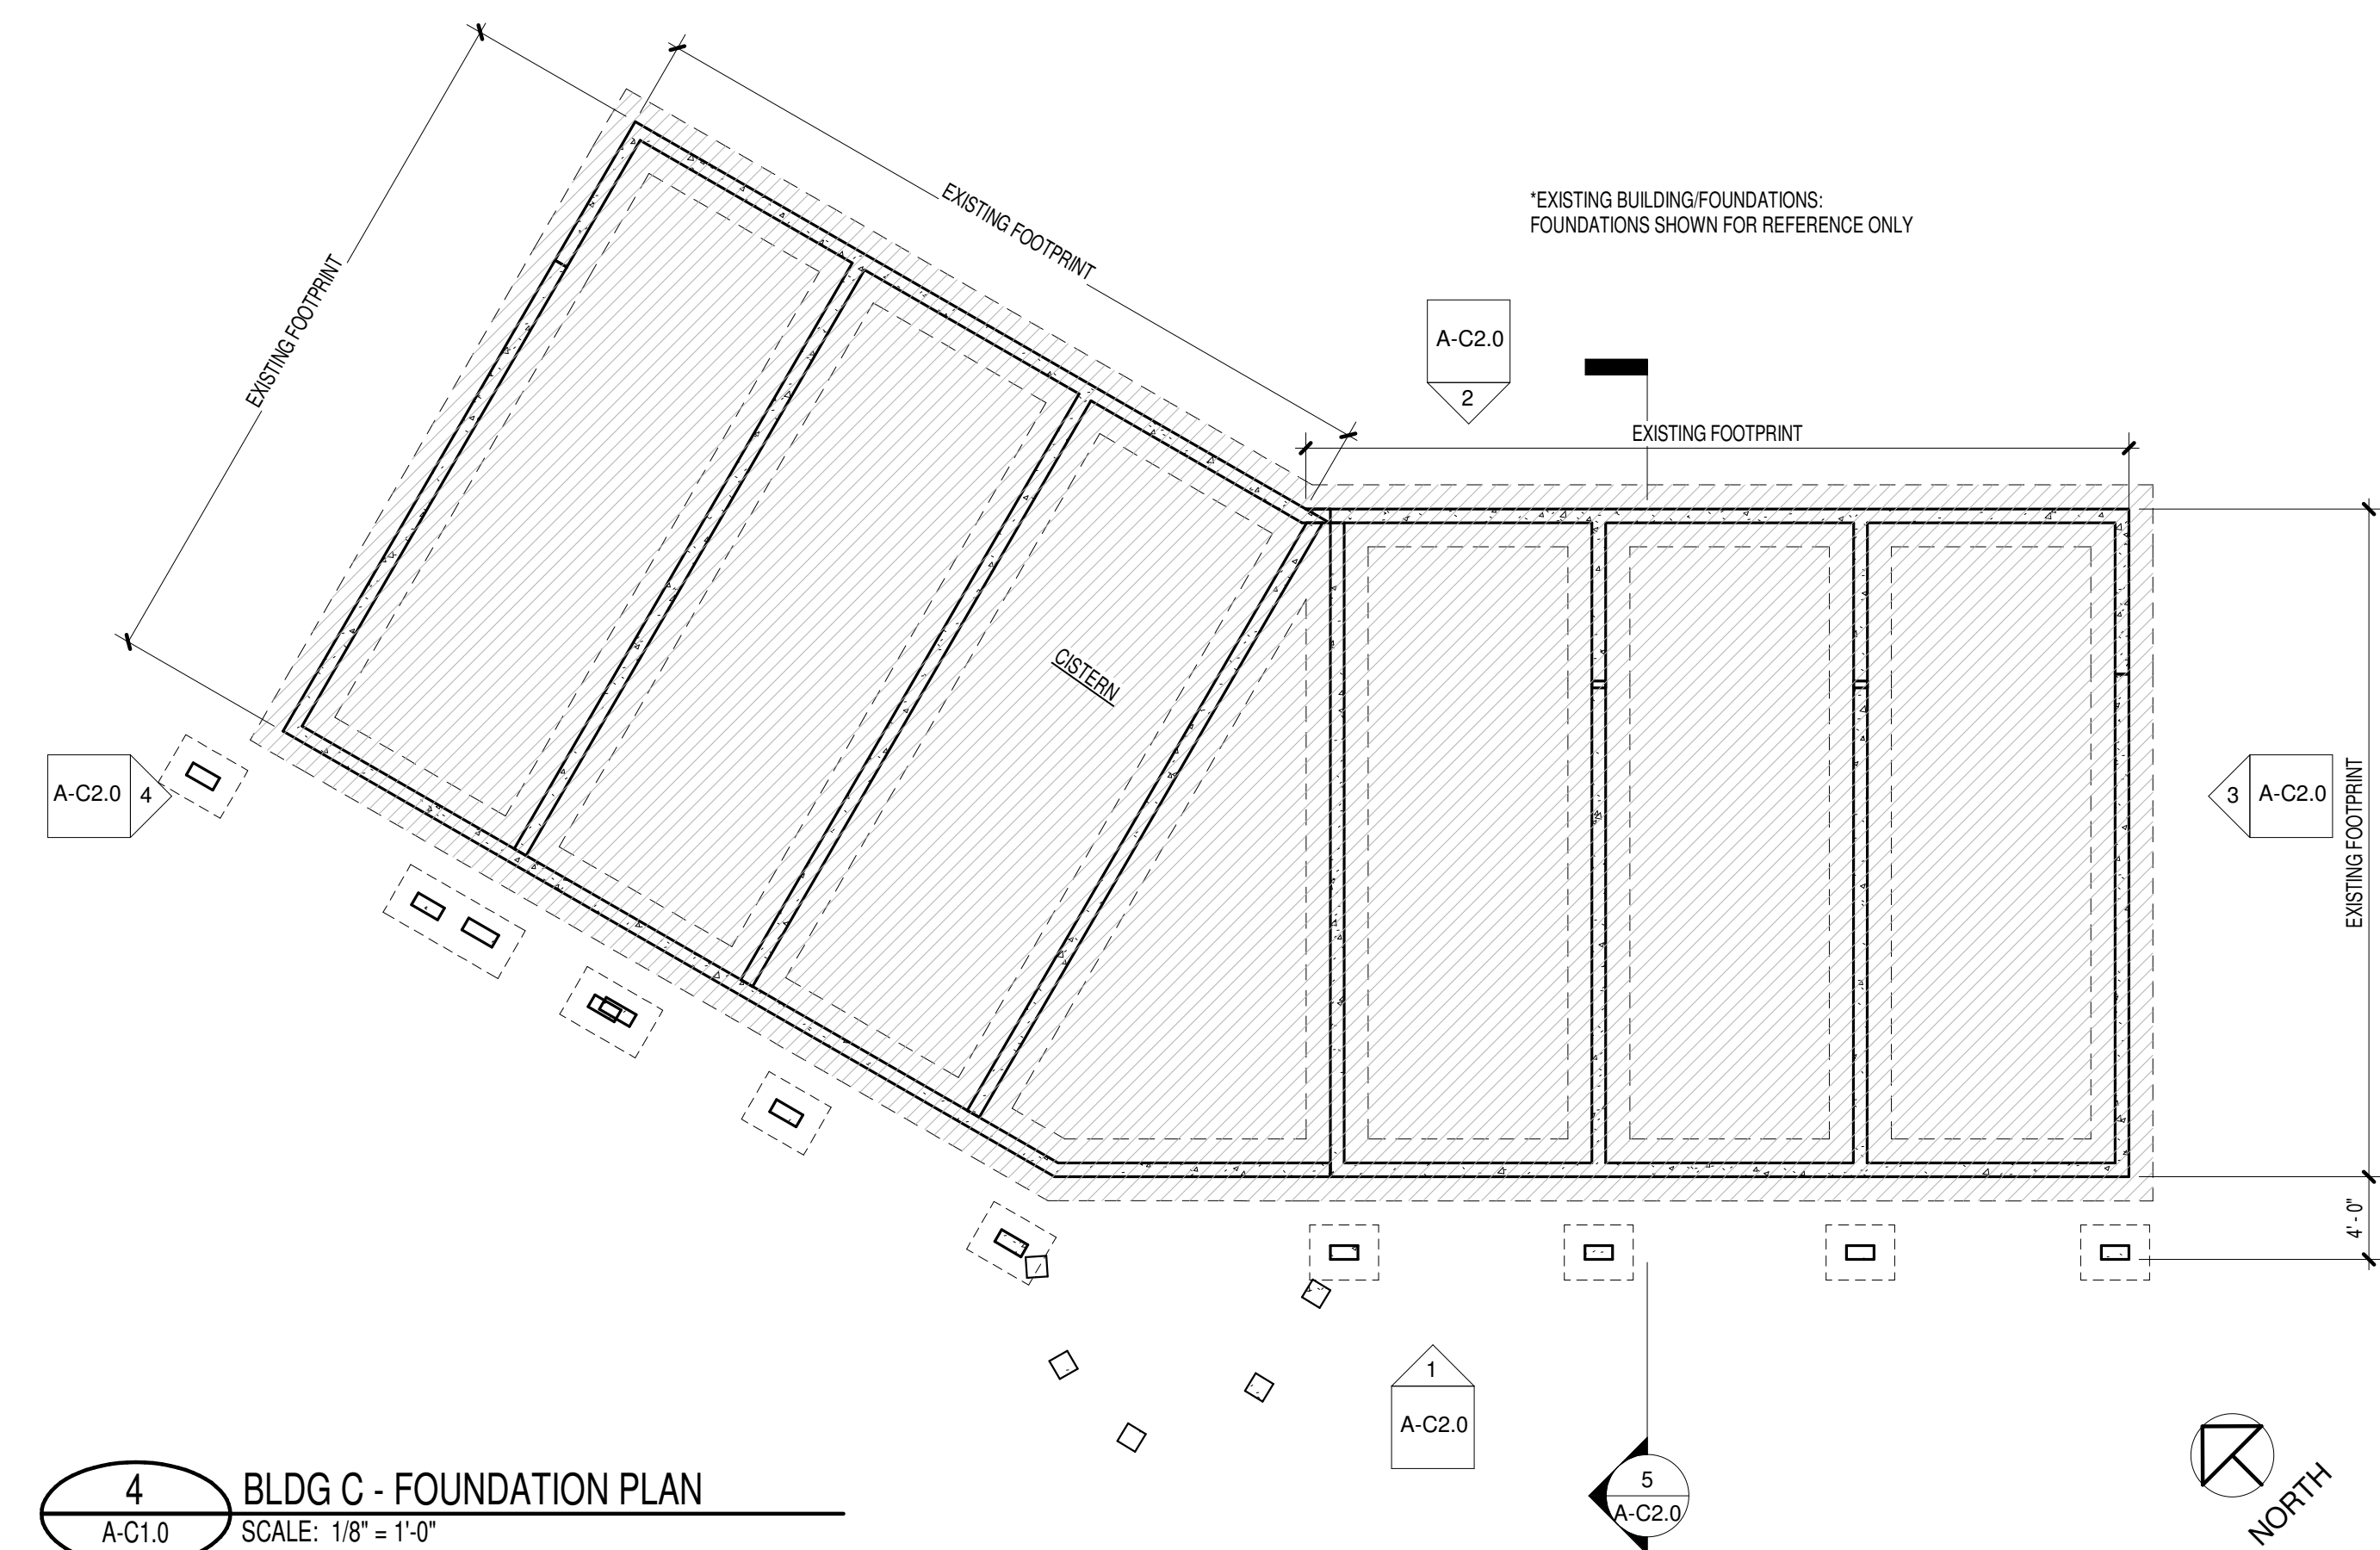 EXISTING FOOTPRINT
EXISTING FOOTPRINT
*EXISTING BUILDING/FOUNDATIONS:
FOUNDATIONS SHOWN FOR REFERENCE ONLY
A-C2.0
2
EXISTING FOOTPRINT
CISTERN
A-C2.0 4
3 A-C2.0
EXISTING FOOTPRINT
4' - 0"
1
A-C2.0
5
A-C2.0
NORTH
4
A-C1.0
BLDG C - FOUNDATION PLAN
SCALE: 1/8" = 1'-0"